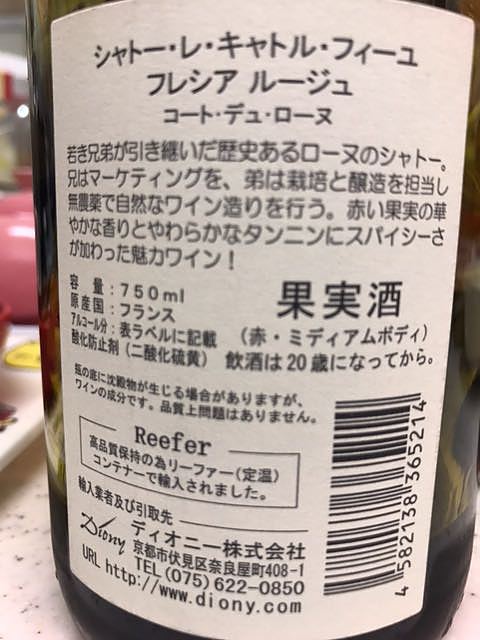 シャトー・レ・キャトル・フィーユ
フレシア ルージュ
コート・デュ・ローヌ
若き兄弟が引き継いだ歴史あるローヌのシャトー。
兄はマーケティングを、弟は栽培と醸造を担当し
無農薬で自然なワイン造りを行う。赤い果実の華
やかな香りとやわらかなタンニンにスパイシーさ
が加わった魅力ワイン！
容　量：750ml
原産国：フランス
アルコール分：表ラベルに記載
酸化防止剤（二酸化硫黄）
果実酒
（赤・ミディアムボディ）
飲酒は20歳になってから。
瓶の底に沈殿物が生じる場合がありますが、
ワインの成分です。品質上問題はありません。
Reefer
高品質保持の為リーファー（定温）
コンテナーで輸入されました。
輸入業者及び引取先
Diony ディオニー株式会社
京都市伏見区奈良屋町408-1
TEL(075)622-0850
URL http://www.diony.com
4 582138 365214